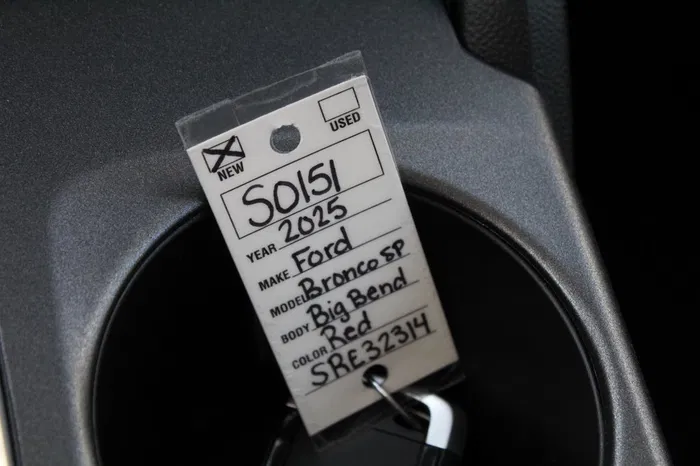 USED
NEW
S0151
YEAR 2025
MAKE Ford
MODEL Bronco SP
BODY Big Bend
COLOR Red
SRE32314